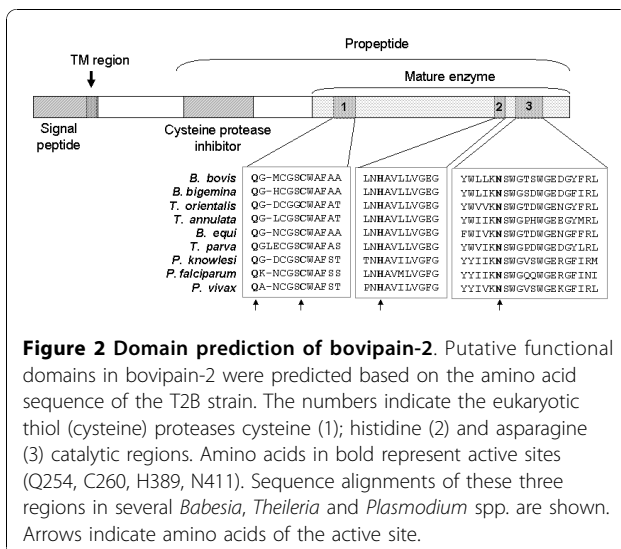 Propeptide
TM region
Mature enzyme
1
2
3
Signal
peptide
Cysteine protease
inhibitor
B. bovis QG-MCGSCWAFAA LNHAVLLVGEG YWLLKNSWGTSWGEDGYFRL
B.bigemina QG-HCGSCWAFAA LNHAVLLVGEG YWLIKNSWGSDWGEDGFIRL
T.orientalis QG-DCGGCWAFAT LNHAVLLVGEG YWVVKNSWGTDWGENGYFRL
T. annulata QG-LCGSCWAFAT LNHAVLLVGEG YWIIKNSWGPHWGEEGYMRL
B. equi QG-NCGSCWAFAA LNHAVLLVGEG FWIVKNSWGTDWGENGFFRL
T. parva QGLECGSCWAFAS LNHAVLLVGEG YWVIKNSWGPDWGEDGYLRL
P. knowlesi QG-DCGSCWAFST TNHAVILVGFG YYIIKNSWGVSWGERGFIRM
P.falciparum QK-NCGSCWAFSS LNHAVMLVGFG YYIIKNSWGQQWGERGFINI
P. vivax QA-NCGSCWAFST PNHAVILVGFG YYIVKNSWGVSWGEKGFIRL
Figure 2 Domain prediction of bovipain-2. Putative functional
domains in bovipain-2 were predicted based on the amino acid
sequence of the T2B strain. The numbers indicate the eukaryotic
thiol (cysteine) proteases cysteine (1); histidine (2) and asparagine
(3) catalytic regions. Amino acids in bold represent active sites
(Q254, C260, H389, N411). Sequence alignments of these three
regions in several Babesia, Theileria and Plasmodium spp. are shown.
Arrows indicate amino acids of the active site.